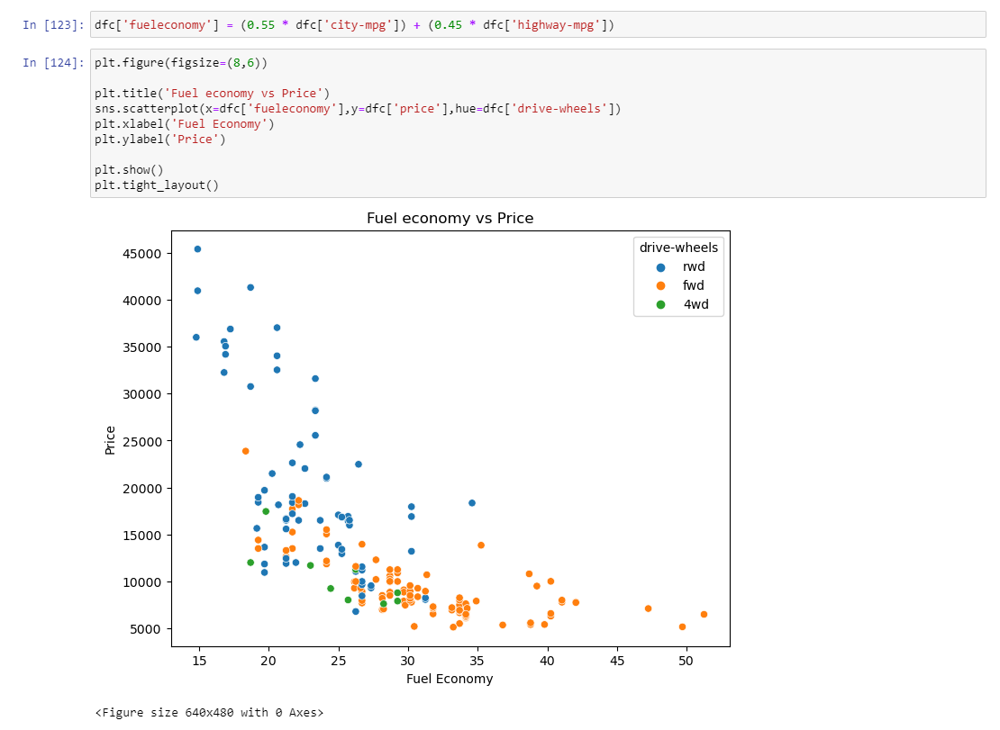 In [123]: dfc['fueleconomy'] = (0.55 * dfc['city-mpg']) + (0.45 * dfc['highway-mpg'])
In [124]: plt.figure(figsize=(8,6))
plt.title('Fuel economy vs Price')
sns.scatterplot(x=dfc['fueleconomy'],y=dfc['price'],hue=dfc['drive-wheels'])
plt.xlabel('Fuel Economy')
plt.ylabel('Price')
plt.show()
plt.tight_layout()
Fuel economy vs Price
drive-wheels
rwd
fwd
4wd
45000
40000
35000
30000
25000
20000
15000
10000
5000
Price
15 20 25 30 35 40 45 50
Fuel Economy
<Figure size 640x480 with 0 Axes>